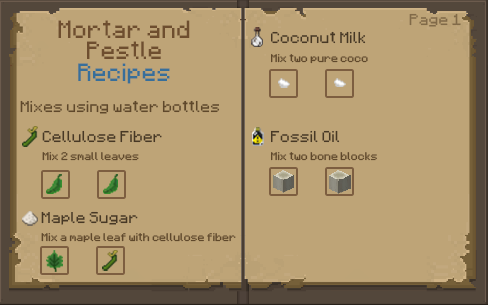 Mortar and
Pestle
Recipes
Mixes using water bottles
Cellulose Fiber
Mix 2 small leaves
Maple Sugar
Mix a maple leaf with cellulose fiber
Page 1
Coconut Milk
Mix two pure coco
Fossil Oil
Mix two bone blocks